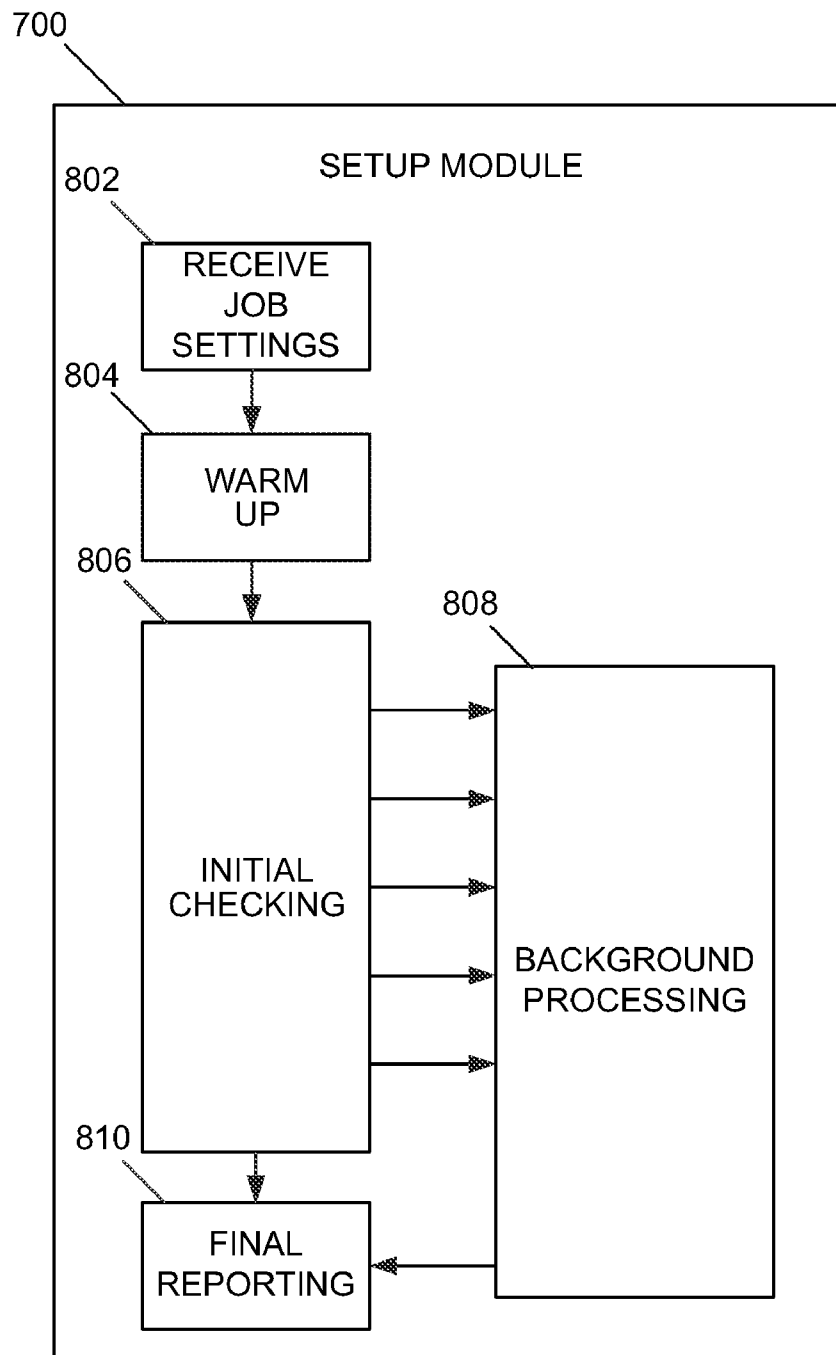 700
SETUP MODULE
802
RECEIVE
JOB
SETTINGS
804
WARM
UP
806
INITIAL
CHECKING
808
BACKGROUND
PROCESSING
810
FINAL
REPORTING